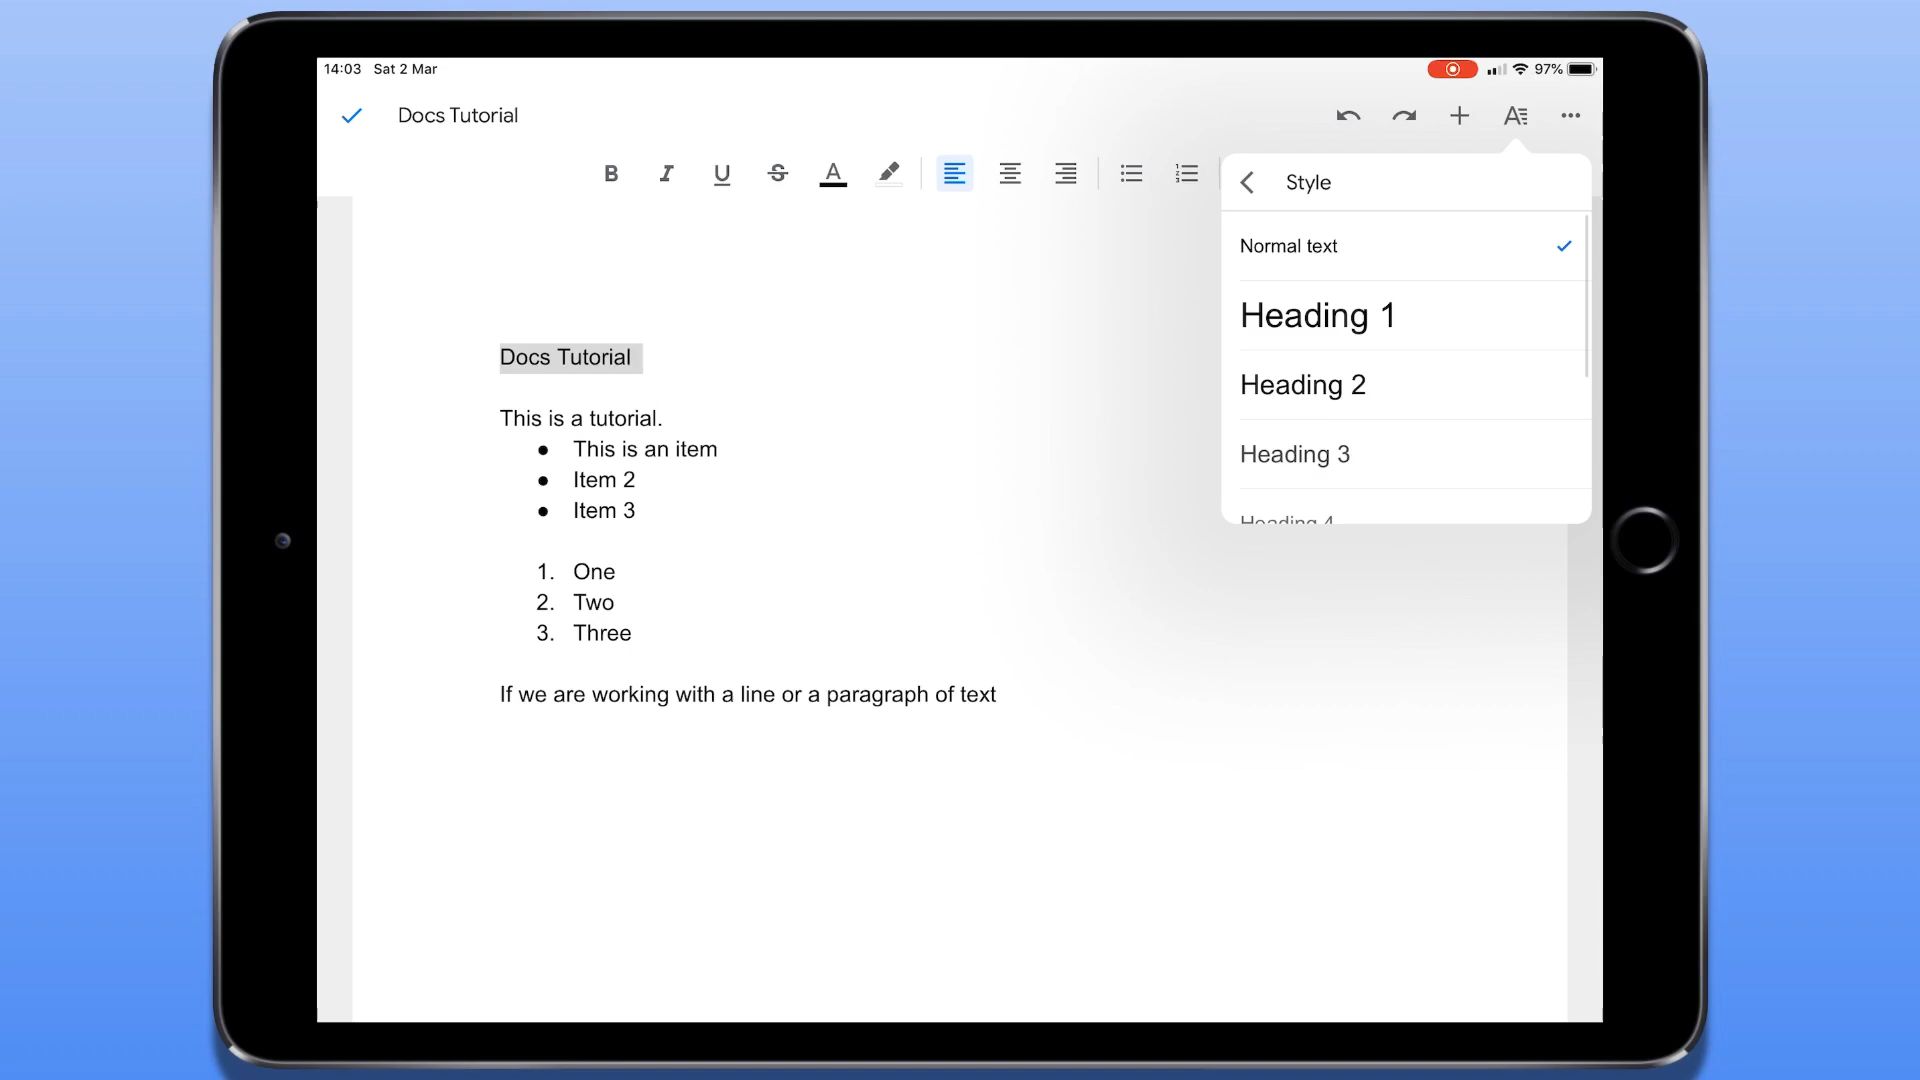 14:03 Sat 2 Mar
97%
Docs Tutorial
Style
Normal text
Heading 1
Heading 2
Heading 3
Heading 4
Docs Tutorial
This is a tutorial.
● This is an item
● Item 2
● Item 3
1. One
2. Two
3. Three
If we are working with a line or a paragraph of text